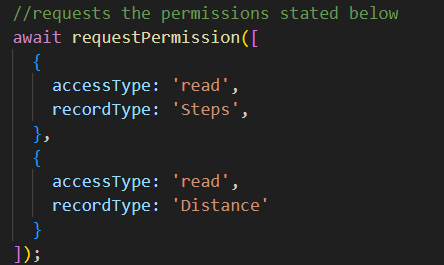 //requests the permissions stated below
await requestPermission([
  {
    accessType: 'read',
    recordType: 'Steps',
  },
  {
    accessType: 'read',
    recordType: 'Distance'
  }
]);